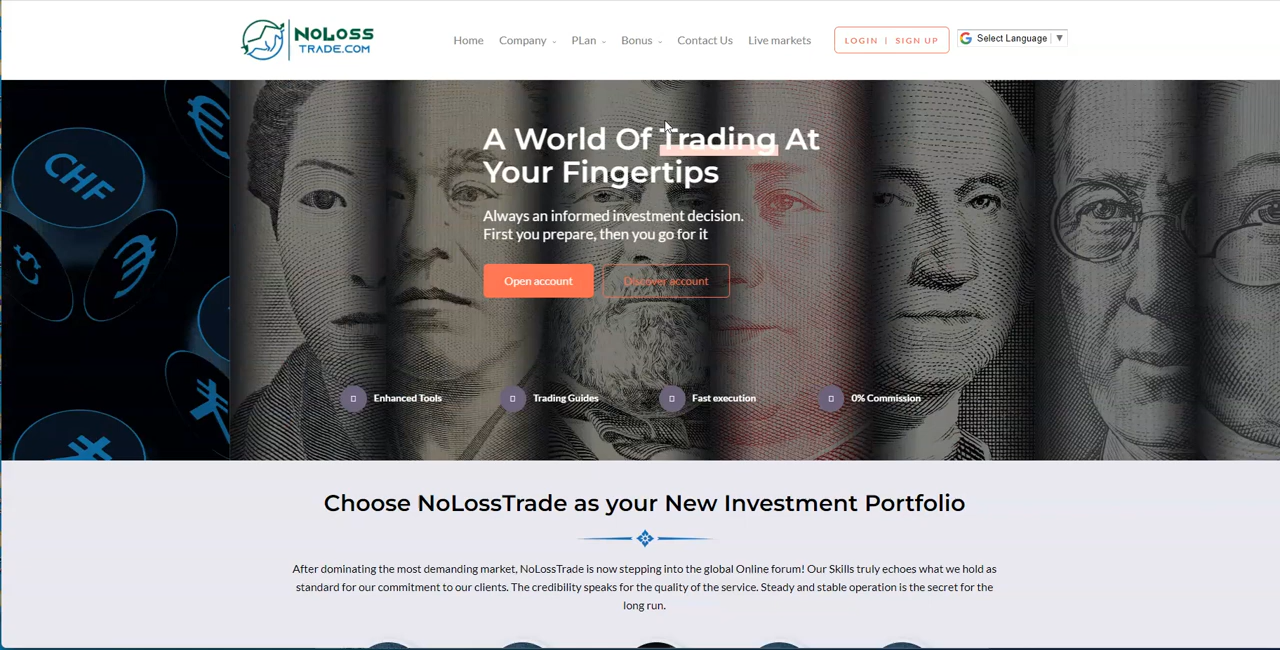 NoLoss
TRADE.COM
Home Company PLan Bonus Contact Us Live markets LOGIN | SIGN UP Select Language ▼
A World Of Trading At
Your Fingertips
Always an informed investment decision.
First you prepare, then you go for it
Open account Discover account
Enhanced Tools Trading Guides Fast execution 0% Commission
Choose NoLossTrade as your New Investment Portfolio
After dominating the most demanding market, NoLossTrade is now stepping into the global Online forum! Our Skills truly echoes what we hold as
standard for our commitment to our clients. The credibility speaks for the quality of the service. Steady and stable operation is the secret for the
long run.
CHF
€